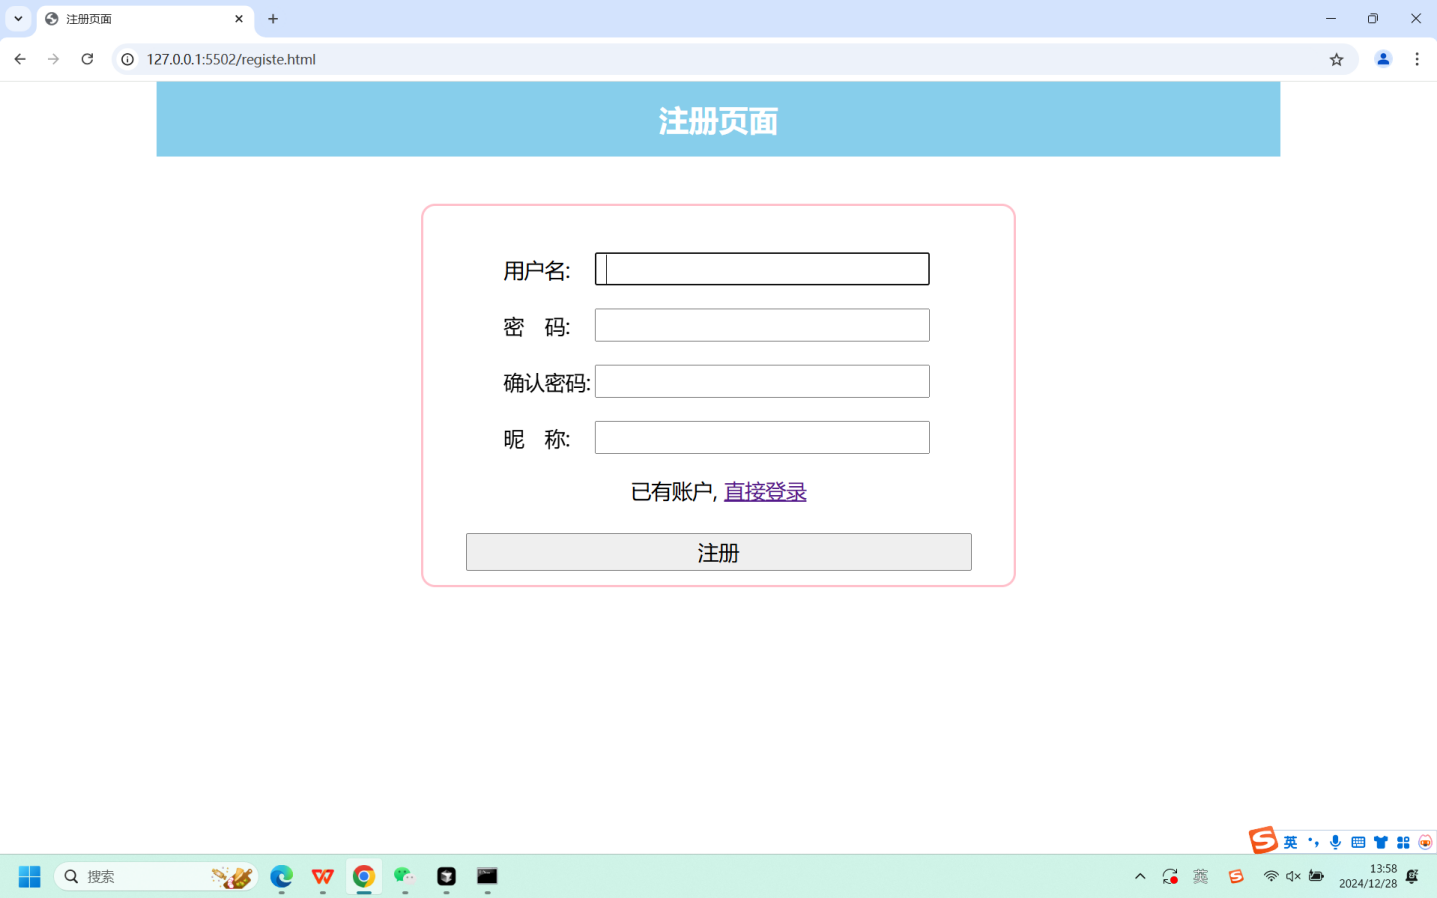 注册页面
127.0.0.1:5502/registe.html
注册页面
用户名:
密 码:
确认密码:
昵 称:
已有账户, 直接登录
注册
英
搜索
英
13:58
2024/12/28